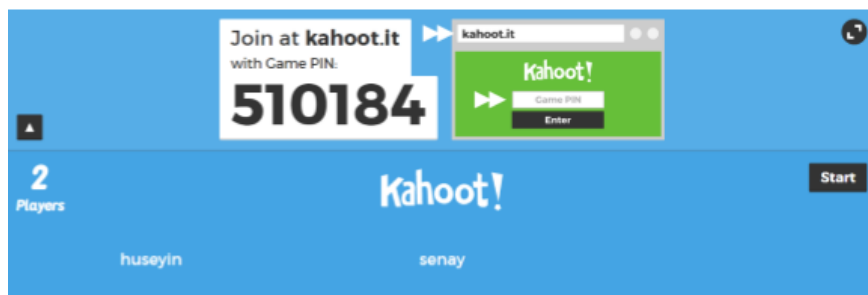 Join at kahoot.it
with Game PIN:
510184
kahoot.it
Kahoot!
Game PIN
Enter
2
Players
Kahoot!
Start
huseyin
senay